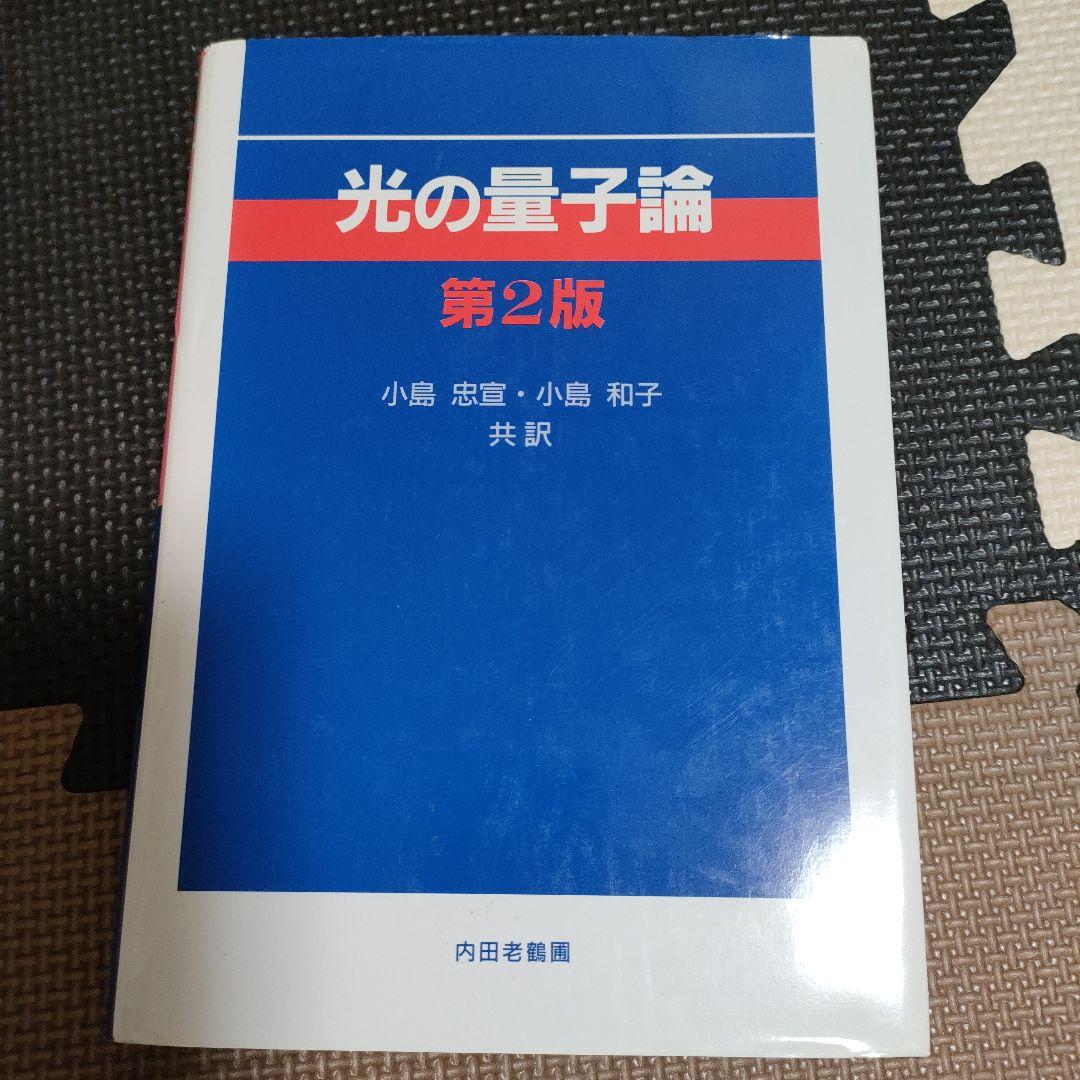 光の量子論
第2版
小島 忠宣・小島 和子
共訳
内田老鶴圃